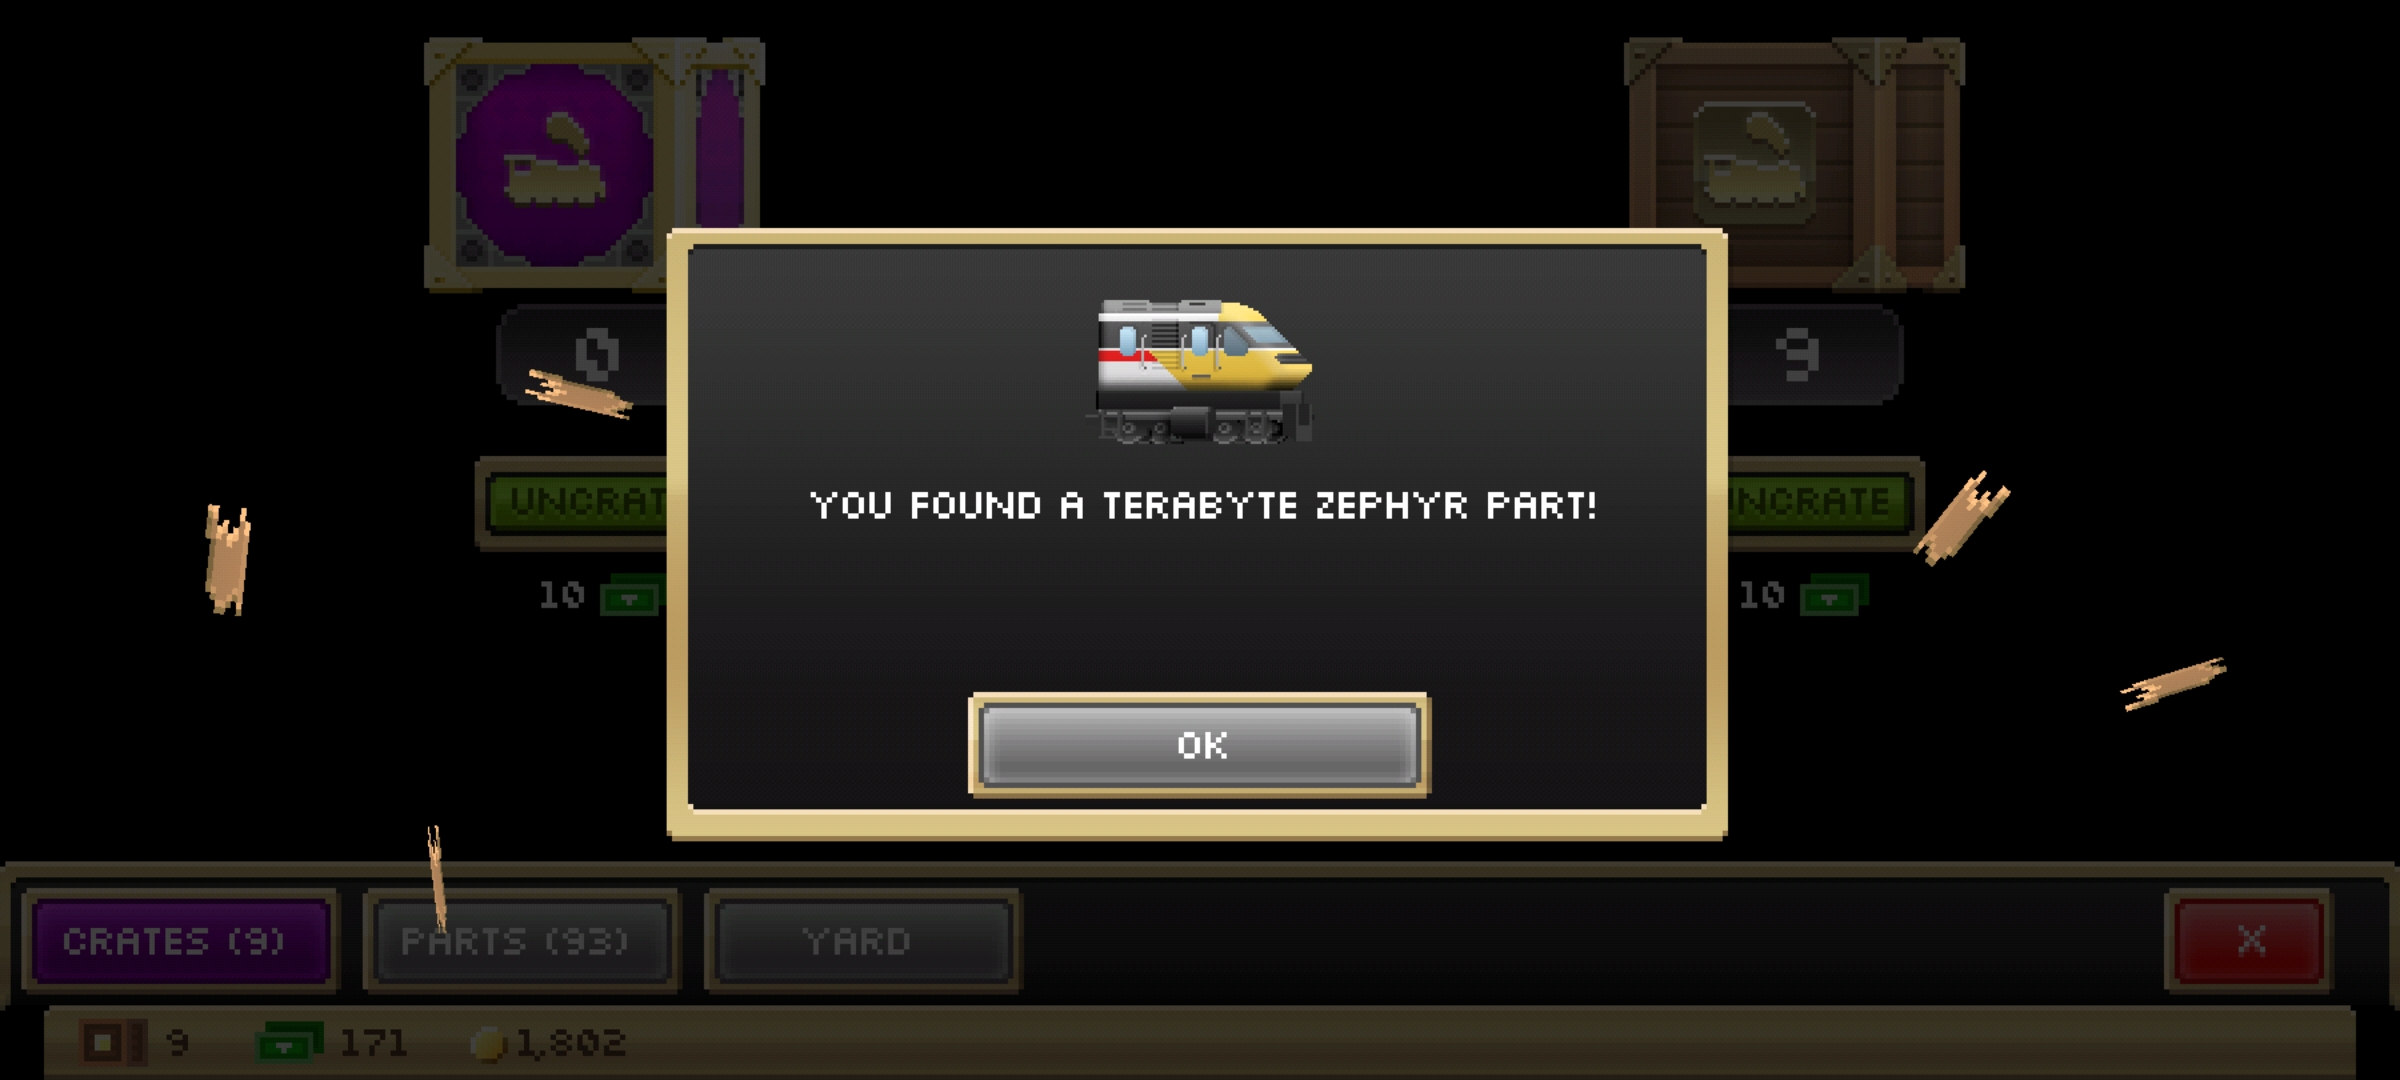 0
9
UNCRAT
NCRATE
10
10
YOU FOUND A TERABYTE ZEPHYR PART!
OK
CRATES (9)
PARTS (93)
YARD
X
9
171
1,802